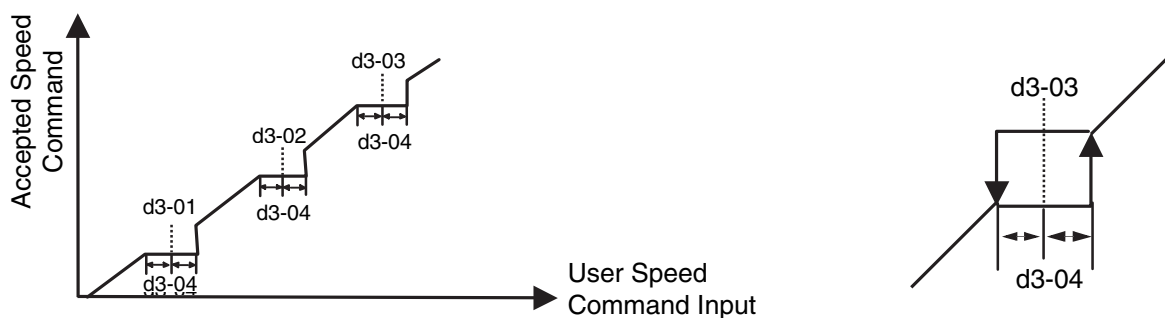 Accepted Speed
Command
d3-03
d3-04
d3-02
d3-04
d3-01
d3-04
User Speed
Command Input
d3-03
d3-04